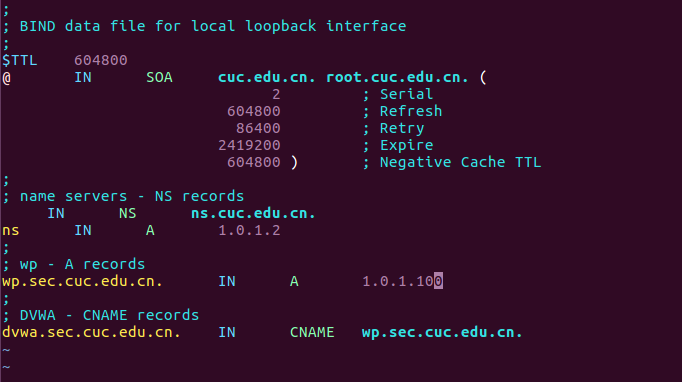 ;
; BIND data file for local loopback interface
;
$TTL    604800
@       IN      SOA     cuc.edu.cn. root.cuc.edu.cn. (
                              2         ; Serial
                         604800         ; Refresh
                          86400         ; Retry
                        2419200         ; Expire
                         604800 )       ; Negative Cache TTL
;
; name servers - NS records
     IN      NS      ns.cuc.edu.cn.
ns      IN      A       1.0.1.2
;
; wp - A records
wp.sec.cuc.edu.cn.      IN      A       1.0.1.100
;
; DVWA - CNAME records
dvwa.sec.cuc.edu.cn.    IN      CNAME   wp.sec.cuc.edu.cn.
~
~